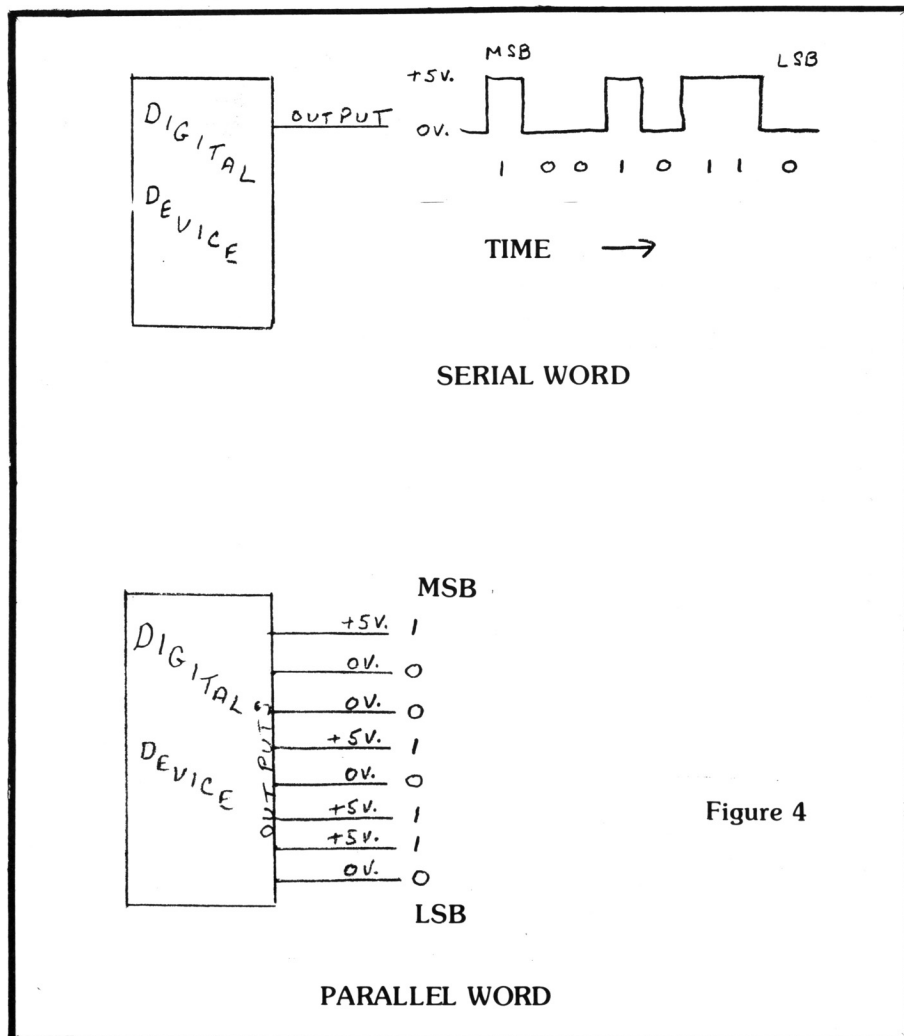 MSB LSB
+5V.
DIGITAL OUTPUT 0V.
1 0 0 1 0 1 1 0
DEVICE
TIME →
SERIAL WORD
MSB
+5V. 1
DIGITAL 0V. 0
0V. 0
+5V. 1
DEVICE 0V. 0
OUTPUTS
+5V. 1
+5V. 1
0V. 0
LSB
Figure 4
PARALLEL WORD